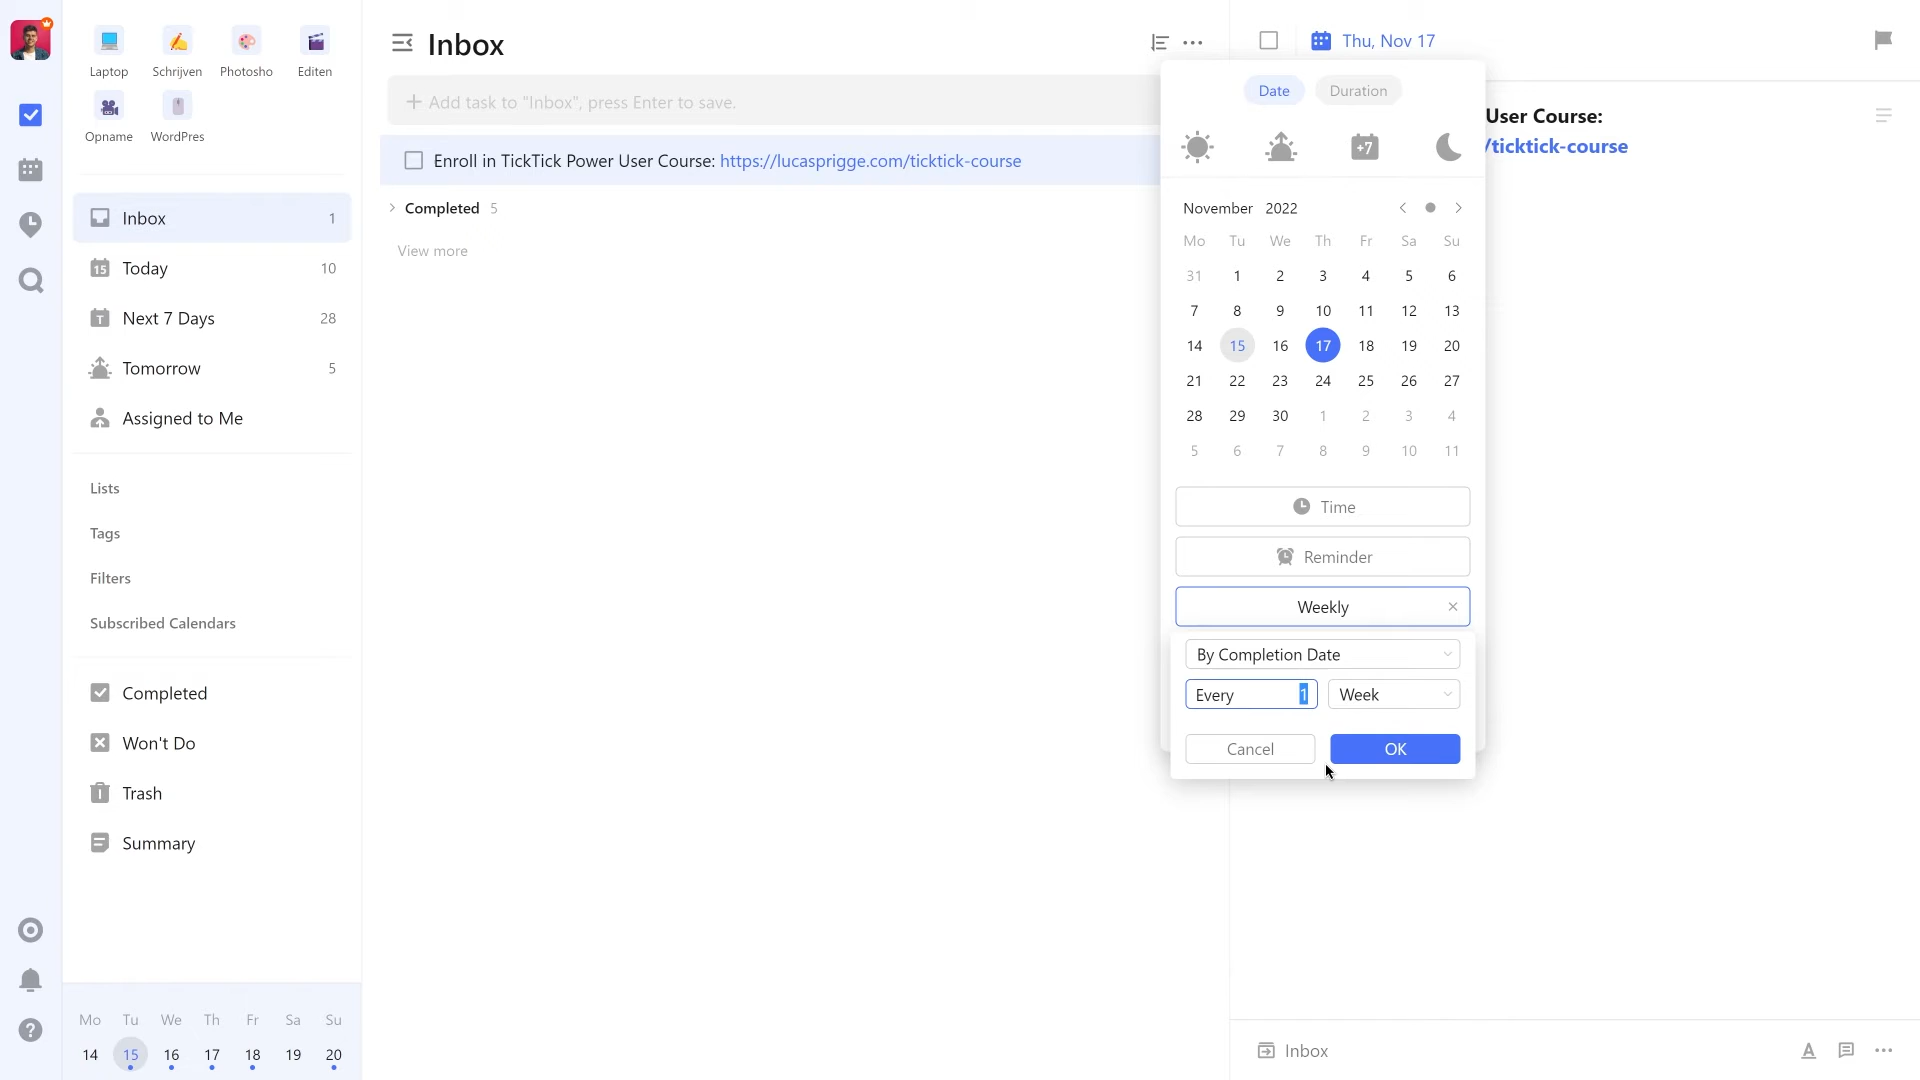 Laptop Schrijven Photosho Editen
Opname WordPres
Inbox 1
15 Today 10
T Next 7 Days 28
Tomorrow 5
Assigned to Me
Lists
Tags
Filters
Subscribed Calendars
Completed
Won't Do
Trash
Summary
Mo Tu We Th Fr Sa Su
14 15 16 17 18 19 20
Inbox
Add task to "Inbox", press Enter to save.
Enroll in TickTick Power User Course: https://lucasprigge.com/ticktick-course
Completed 5
View more
Thu, Nov 17
Date Duration
+7
November 2022
Mo Tu We Th Fr Sa Su
31 1 2 3 4 5 6
7 8 9 10 11 12 13
14 15 16 17 18 19 20
21 22 23 24 25 26 27
28 29 30 1 2 3 4
5 6 7 8 9 10 11
Time
Reminder
Weekly
By Completion Date
Every 1 Week
Cancel OK
User Course:
/ticktick-course
Inbox